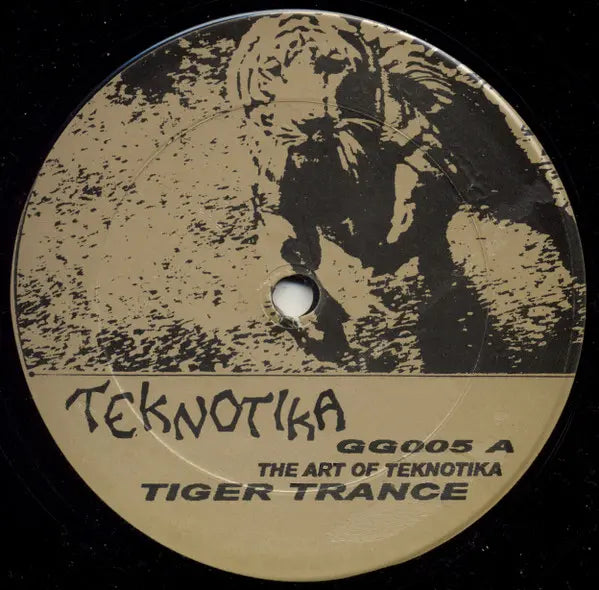 TEKNOTIKA
GG005 A
THE ART OF TEKNOTIKA
TIGER TRANCE